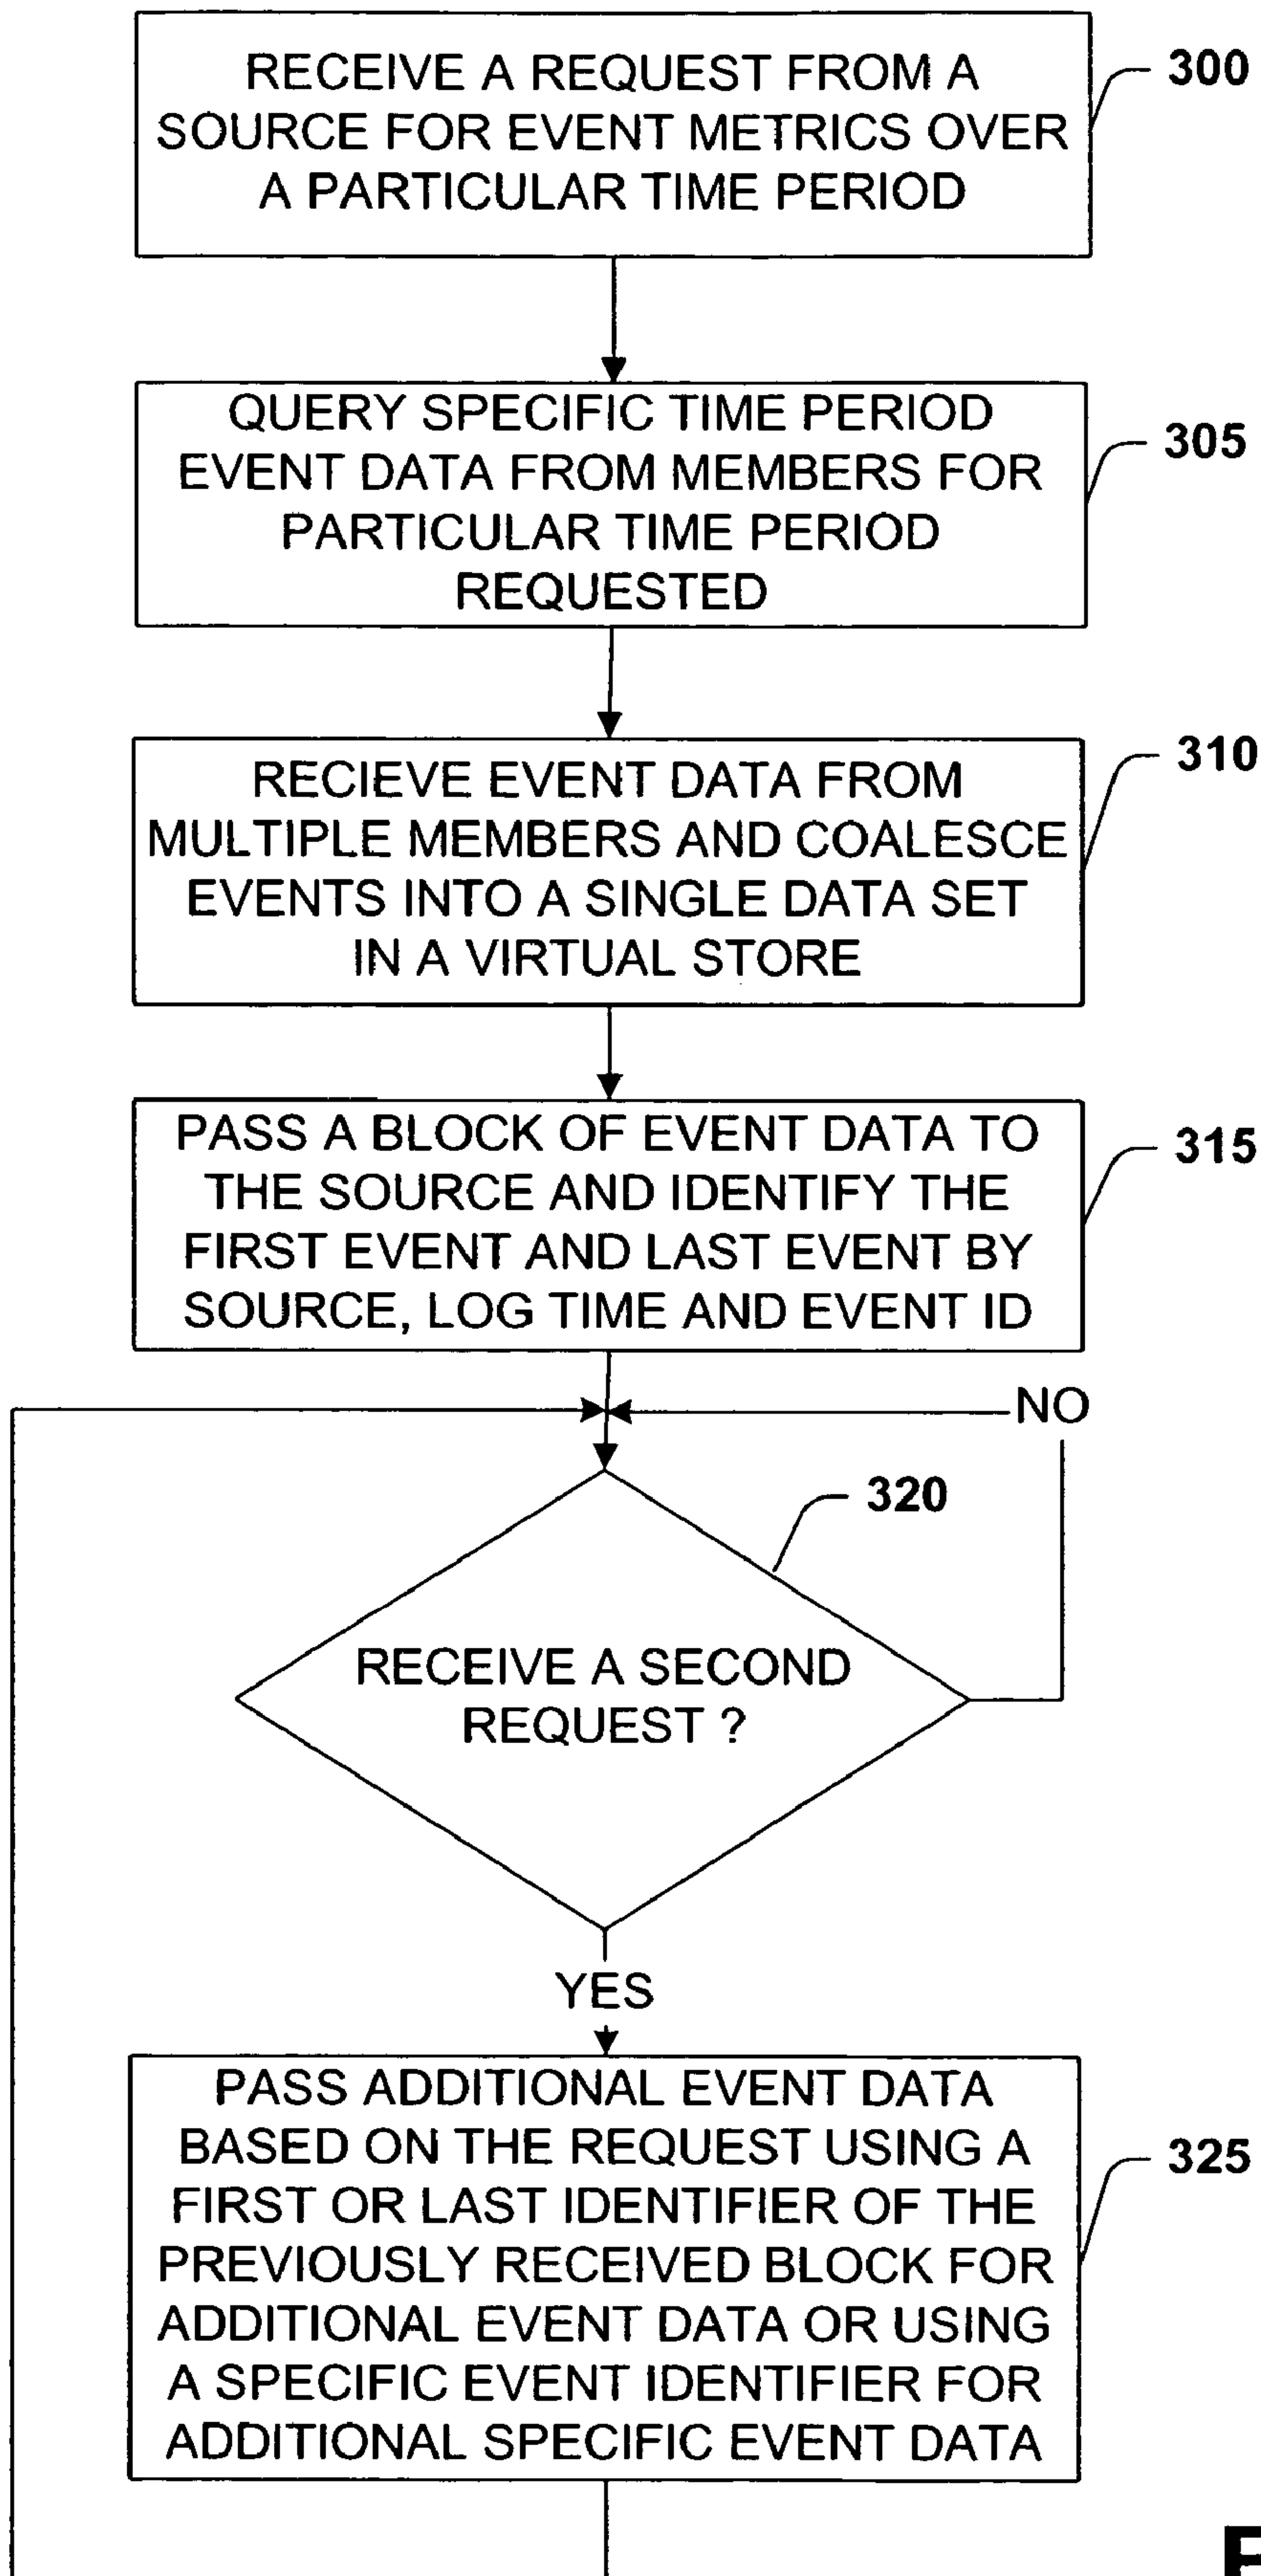 RECEIVE A REQUEST FROM A
SOURCE FOR EVENT METRICS OVER
A PARTICULAR TIME PERIOD
300
QUERY SPECIFIC TIME PERIOD
EVENT DATA FROM MEMBERS FOR
PARTICULAR TIME PERIOD
REQUESTED
305
RECIEVE EVENT DATA FROM
MULTIPLE MEMBERS AND COALESCE
EVENTS INTO A SINGLE DATA SET
IN A VIRTUAL STORE
310
PASS A BLOCK OF EVENT DATA TO
THE SOURCE AND IDENTIFY THE
FIRST EVENT AND LAST EVENT BY
SOURCE, LOG TIME AND EVENT ID
315
NO
320
RECEIVE A SECOND
REQUEST ?
YES
PASS ADDITIONAL EVENT DATA
BASED ON THE REQUEST USING A
FIRST OR LAST IDENTIFIER OF THE
PREVIOUSLY RECEIVED BLOCK FOR
ADDITIONAL EVENT DATA OR USING
A SPECIFIC EVENT IDENTIFIER FOR
ADDITIONAL SPECIFIC EVENT DATA
325